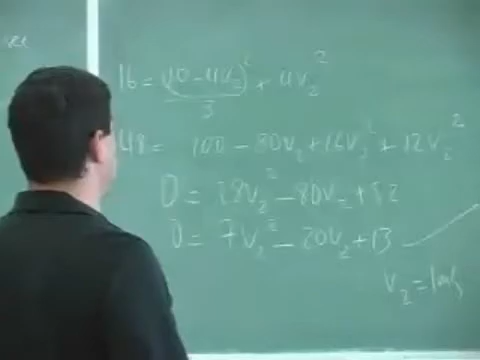 16 = (10 - 4v₂)² / 3 + 4v₂²
48 = 100 - 80v₂ + 16v₂² + 12v₂²
0 = 28v₂² - 80v₂ + 52
0 = 7v₂² - 20v₂ + 13
v₂ = 1m/s